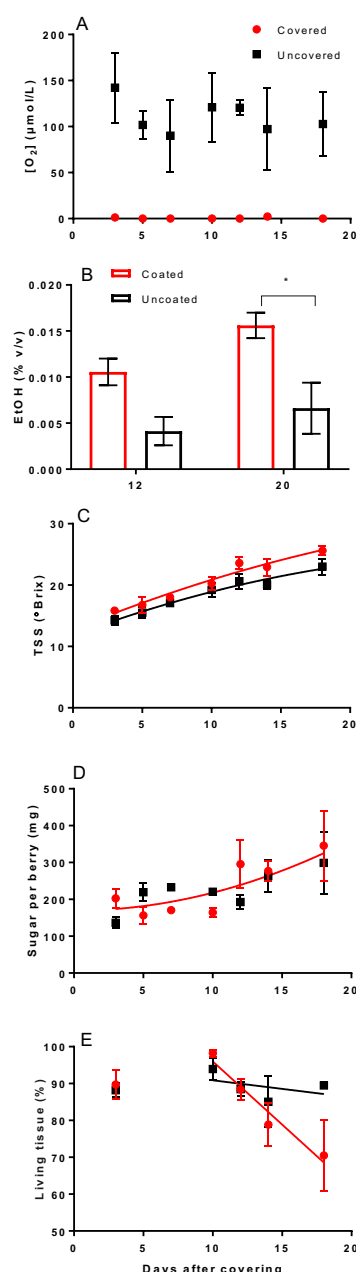 A
Covered
Uncovered
[O₂] (µmol/L)
200
150
100
50
0
0 5 10 15 20
B
Coated
Uncoated
*
EtOH (% v/v)
0.020
0.015
0.010
0.005
0.000
12 20
C
TSS (°Brix)
30
20
10
0
0 5 10 15 20
D
Sugar per berry (mg)
500
400
300
200
100
0
0 5 10 15 20
E
Living tissue (%)
100
90
80
70
60
50
0 5 10 15 20
Days after covering